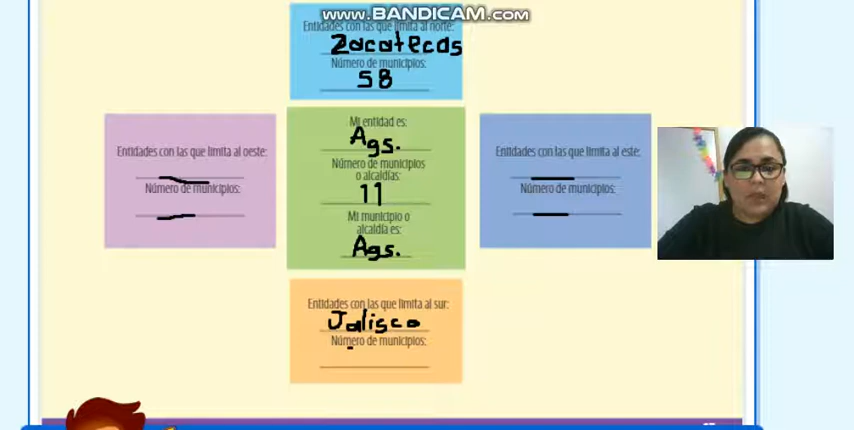 www.BANDICAM.com
Entidades con las que limita al norte:
Zacatecas
Número de municipios:
58
Entidades con las que limita al oeste:
Número de municipios:
Mi entidad es:
Ags.
Número de municipios
o alcaldías:
11
Mi municipio o
alcaldía es:
Ags.
Entidades con las que limita al este:
Número de municipios:
Entidades con las que limita al sur:
Jalisco
Número de municipios: